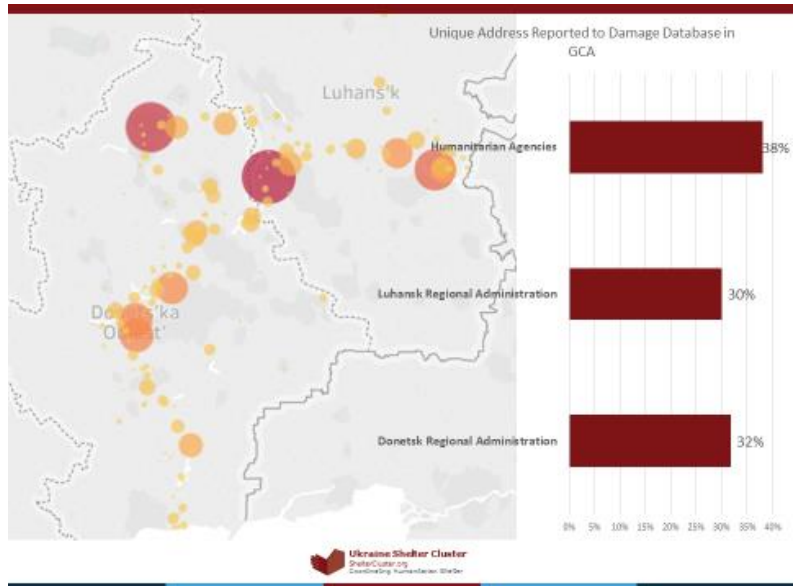 Unique Address Reported to Damage Database in
GCA
Luhans'k
Humanitarian Agencies
38%
Luhansk Regional Administration
30%
Donetsk Regional Administration
32%
0% 5% 10% 15% 20% 25% 30% 35% 40%
Ukraine Shelter Cluster
ShelterCluster.org
Coordinating Humanitarian Shelter